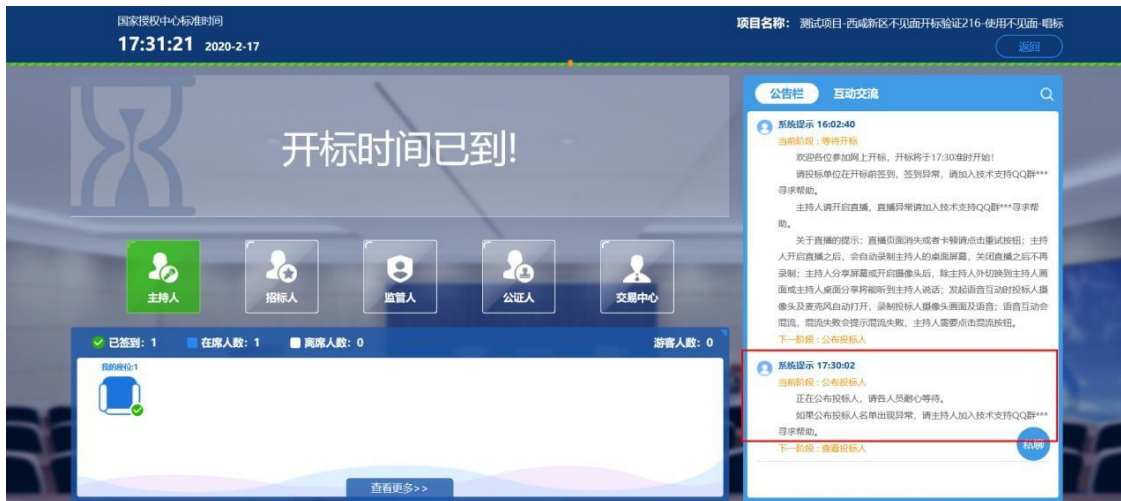 国家授权中心标准时间
17:31:21 2020-2-17
项目名称： 测试项目-西咸新区不见面开标验证216-使用不见面-唱标
返回
开标时间已到!
主持人
招标人
监管人
公证人
交易中心
已签到：1 在席人数：1 离席人数：0 游客人数：0
我的座位:1
查看更多>>
公告栏 互动交流
系统提示 16:02:40
当前阶段 : 等待开标
欢迎各位参加网上开标，开标将于17:30准时开始!
请投标单位在开标前签到，签到异常，请加入技术支持QQ群***
寻求帮助。
主持人请开启直播，直播异常请加入技术支持QQ群***寻求帮
助。
关于直播的提示：直播页面消失或者卡顿请点击重试按钮；主持
人开启直播之后，会自动录制主持人的桌面屏幕，关闭直播之后不再
录制；主持人分享屏幕或开启摄像头后，除主持人外切换到主持人画
面或主持人桌面分享将能听到主持人说话；发起语音互动时投标人摄
像头及麦克风自动打开，录制投标人摄像头画面及语音；语音互动会
混流，混流失败会提示混流失败，主持人需要点击混流按钮。
下一阶段 : 公布投标人
系统提示 17:30:02
当前阶段 : 公布投标人
正在公布投标人，请各人员耐心等待。
如果公布投标人名单出现异常，请主持人加入技术支持QQ群***
寻求帮助。
下一阶段 : 查看投标人
私聊